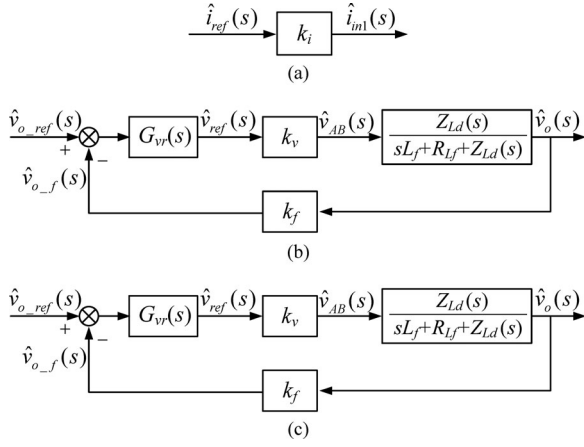 î_ref(s) k_i î_in1(s)
(a)
v̂_o_ref(s) + − G_vr(s) v̂_ref(s) k_v v̂_AB(s) Z_Ld(s) / sL_f+R_Lf+Z_Ld(s) v̂_o(s)
v̂_o_f(s) k_f
(b)
v̂_o_ref(s) + − G_vr(s) v̂_ref(s) k_v v̂_AB(s) Z_Ld(s) / sL_f+R_Lf+Z_Ld(s) v̂_o(s)
v̂_o_f(s) k_f
(c)